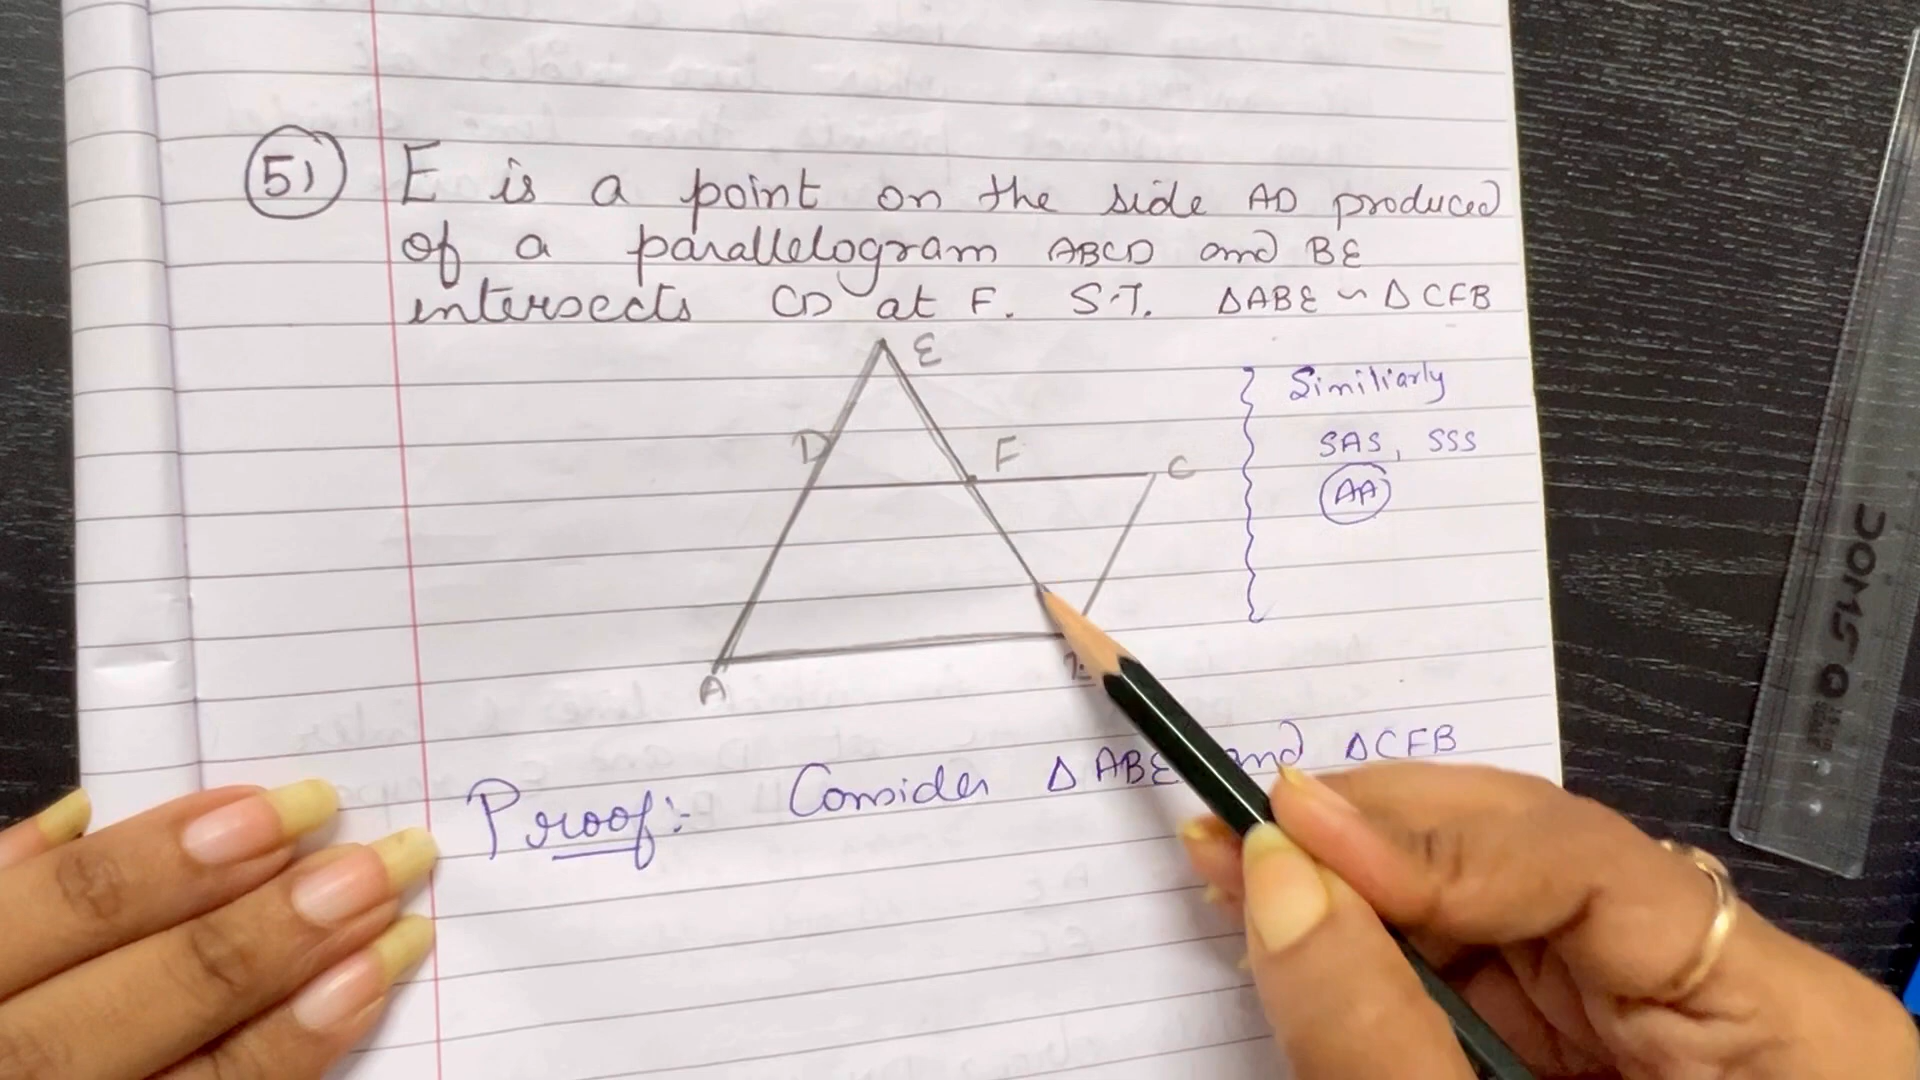 5) E is a point on the side AD produced
of a parallelogram ABCD and BE
intersects CD at F. S.T. ΔABE ~ ΔCFB
E
Similiarly
D
F
C
SAS, SSS
AA
A
Proof:- Consider ΔABE and ΔCFB
DOMS